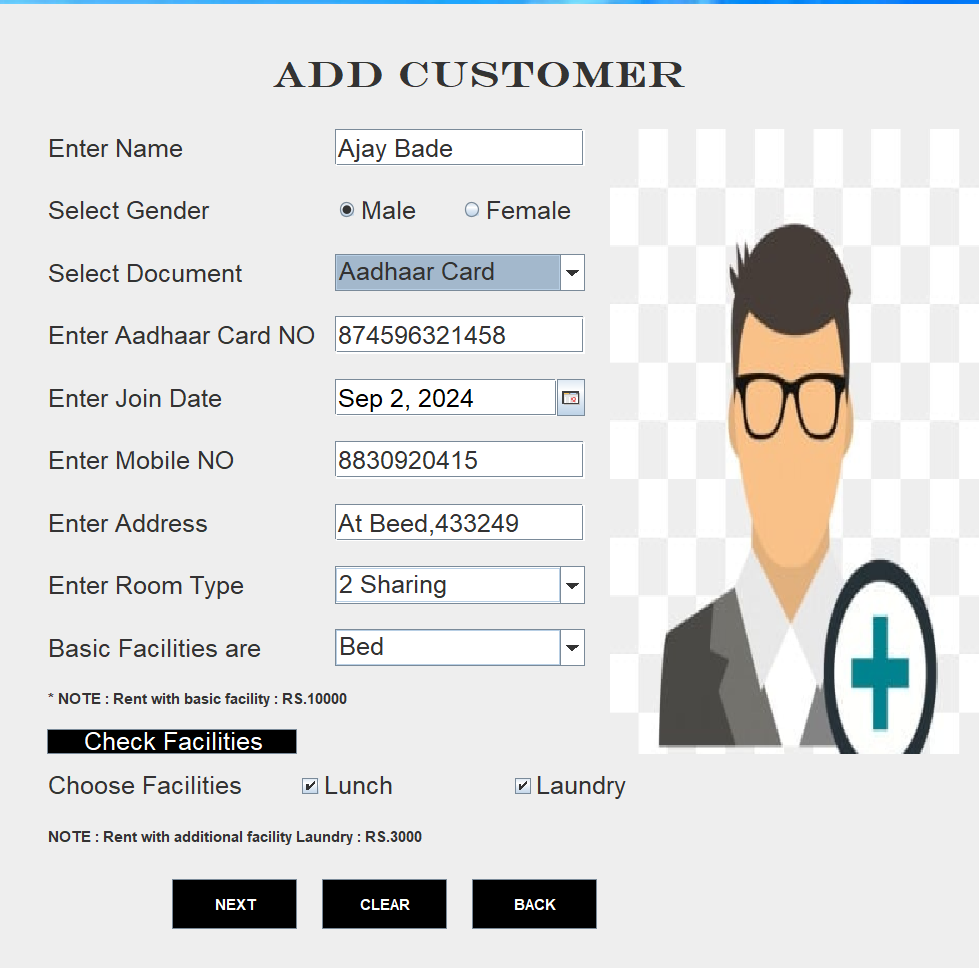 ADD CUSTOMER
Enter Name Ajay Bade
Select Gender Male Female
Select Document Aadhaar Card
Enter Aadhaar Card NO 874596321458
Enter Join Date Sep 2, 2024
Enter Mobile NO 8830920415
Enter Address At Beed,433249
Enter Room Type 2 Sharing
Basic Facilities are Bed
* NOTE : Rent with basic facility : RS.10000
Check Facilities
Choose Facilities Lunch Laundry
NOTE : Rent with additional facility Laundry : RS.3000
NEXT CLEAR BACK